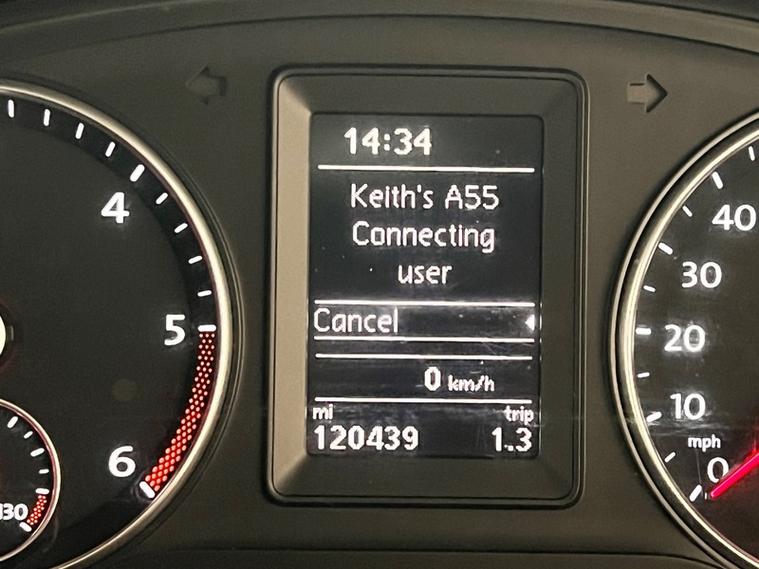 14:34
Keith's A55
Connecting
user
Cancel
0 km/h
mi trip
120439 1.3
4
5
6
130
40
30
20
10
mph
0